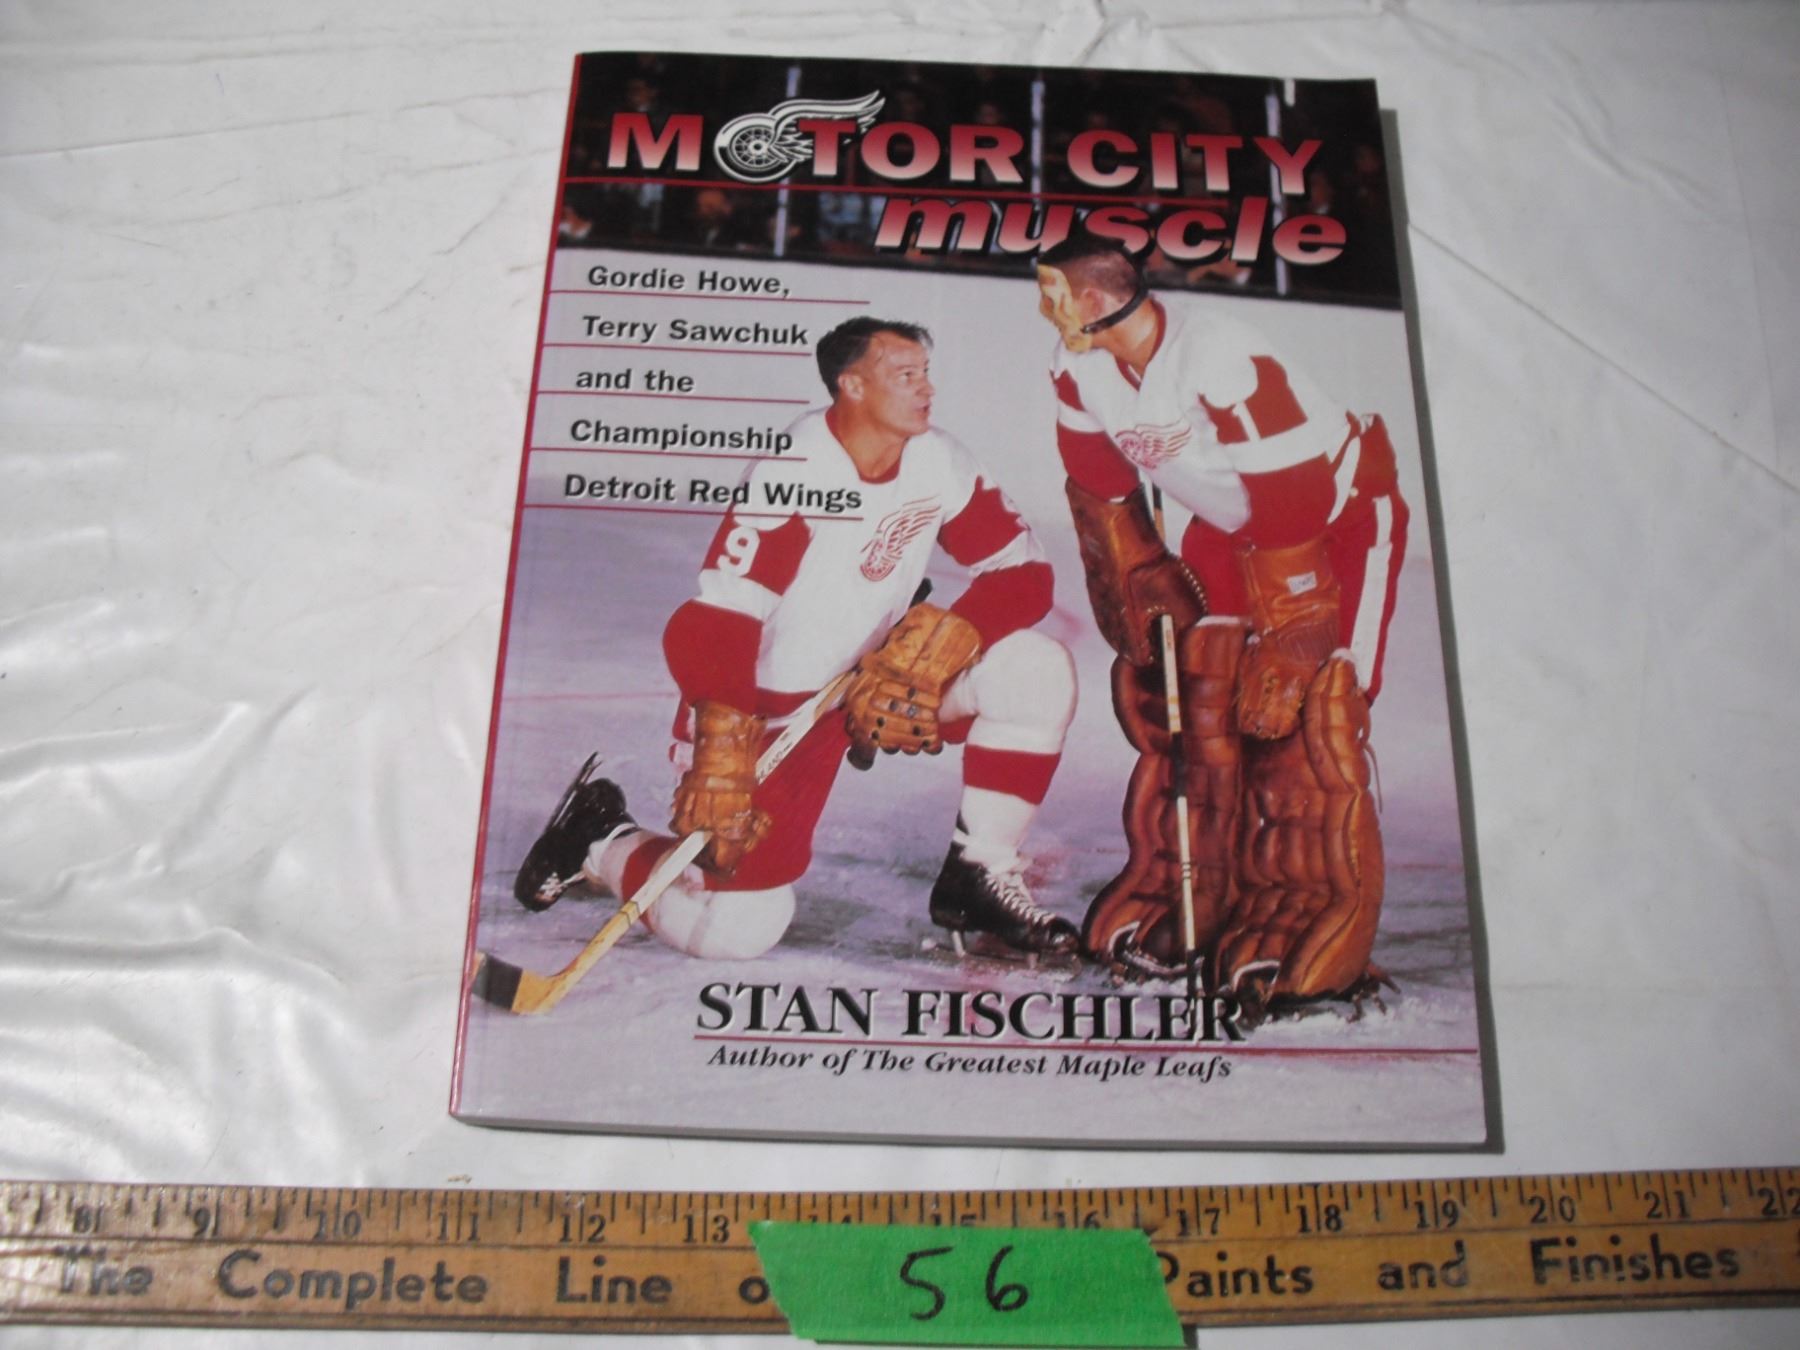 MOTOR CITY
muscle
Gordie Howe,
Terry Sawchuk
and the
Championship
Detroit Red Wings
9
STAN FISCHLER
Author of The Greatest Maple Leafs
8 9 10 11 12 13 14 15 16 17 18 19 20 21 22
The Complete Line Paints and Finishes
56